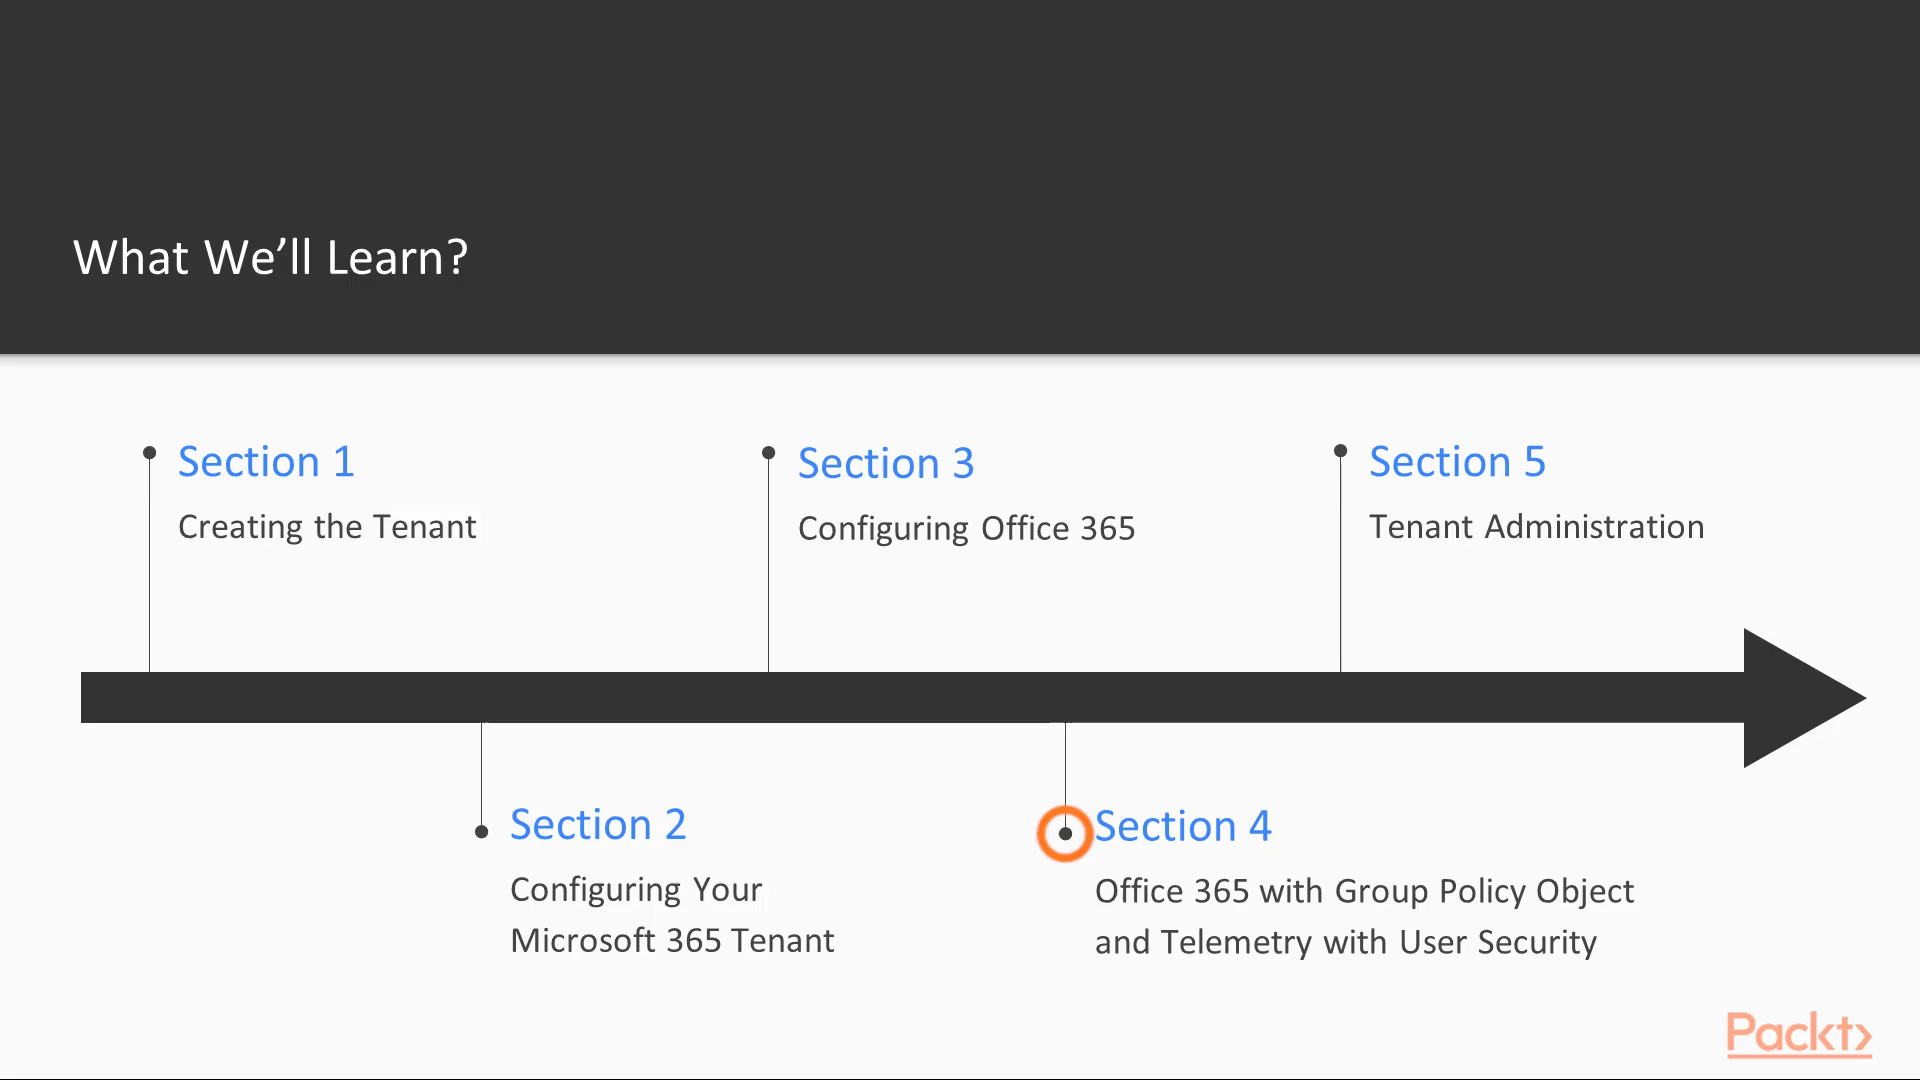 What We’ll Learn?
Section 1
Creating the Tenant
Section 3
Configuring Office 365
Section 5
Tenant Administration
Section 2
Configuring Your
Microsoft 365 Tenant
Section 4
Office 365 with Group Policy Object
and Telemetry with User Security
Packt>